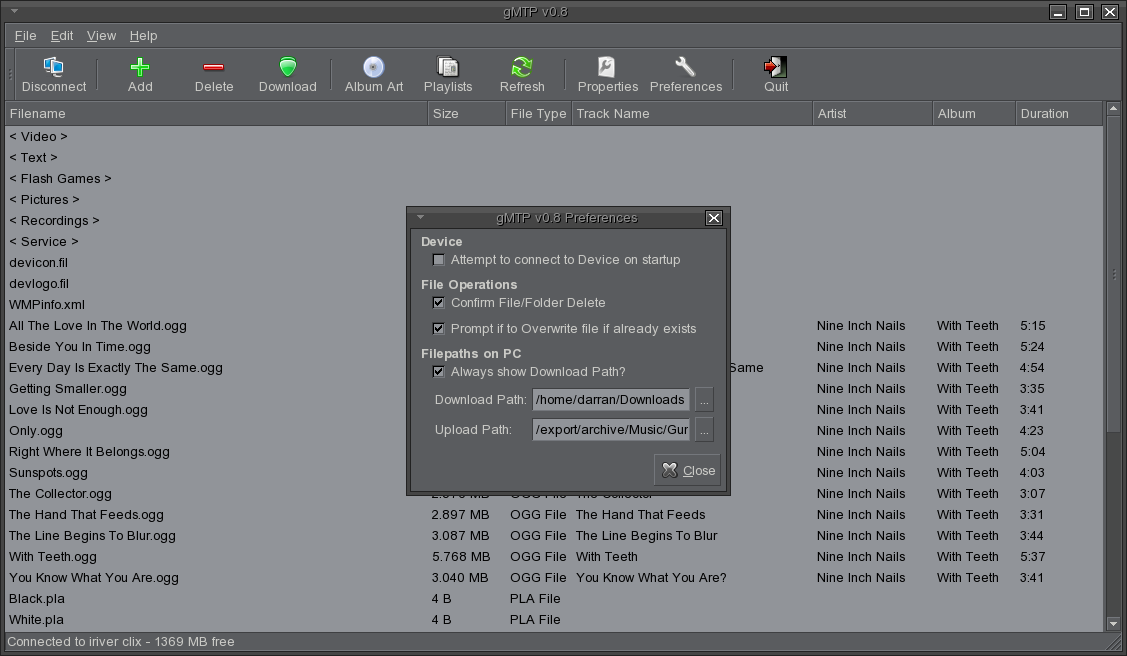 gMTP v0.8
File Edit View Help
Disconnect Add Delete Download Album Art Playlists Refresh Properties Preferences Quit
Filename Size File Type Track Name Artist Album Duration
< Video >
< Text >
< Flash Games >
< Pictures >
< Recordings >
< Service >
devicon.fil
devlogo.fil
WMPinfo.xml
All The Love In The World.ogg Nine Inch Nails With Teeth 5:15
Beside You In Time.ogg Nine Inch Nails With Teeth 5:24
Every Day Is Exactly The Same.ogg Same Nine Inch Nails With Teeth 4:54
Getting Smaller.ogg Nine Inch Nails With Teeth 3:35
Love Is Not Enough.ogg Nine Inch Nails With Teeth 3:41
Only.ogg Nine Inch Nails With Teeth 4:23
Right Where It Belongs.ogg Nine Inch Nails With Teeth 5:04
Sunspots.ogg Nine Inch Nails With Teeth 4:03
The Collector.ogg MB OGG File The Collector Nine Inch Nails With Teeth 3:07
The Hand That Feeds.ogg 2.897 MB OGG File The Hand That Feeds Nine Inch Nails With Teeth 3:31
The Line Begins To Blur.ogg 3.087 MB OGG File The Line Begins To Blur Nine Inch Nails With Teeth 3:44
With Teeth.ogg 5.768 MB OGG File With Teeth Nine Inch Nails With Teeth 5:37
You Know What You Are.ogg 3.040 MB OGG File You Know What You Are? Nine Inch Nails With Teeth 3:41
Black.pla 4 B PLA File
White.pla 4 B PLA File
Connected to iriver clix - 1369 MB free
gMTP v0.8 Preferences
Device
Attempt to connect to Device on startup
File Operations
Confirm File/Folder Delete
Prompt if to Overwrite file if already exists
Filepaths on PC
Always show Download Path?
Download Path: /home/darran/Downloads ...
Upload Path: /export/archive/Music/Gur ...
Close